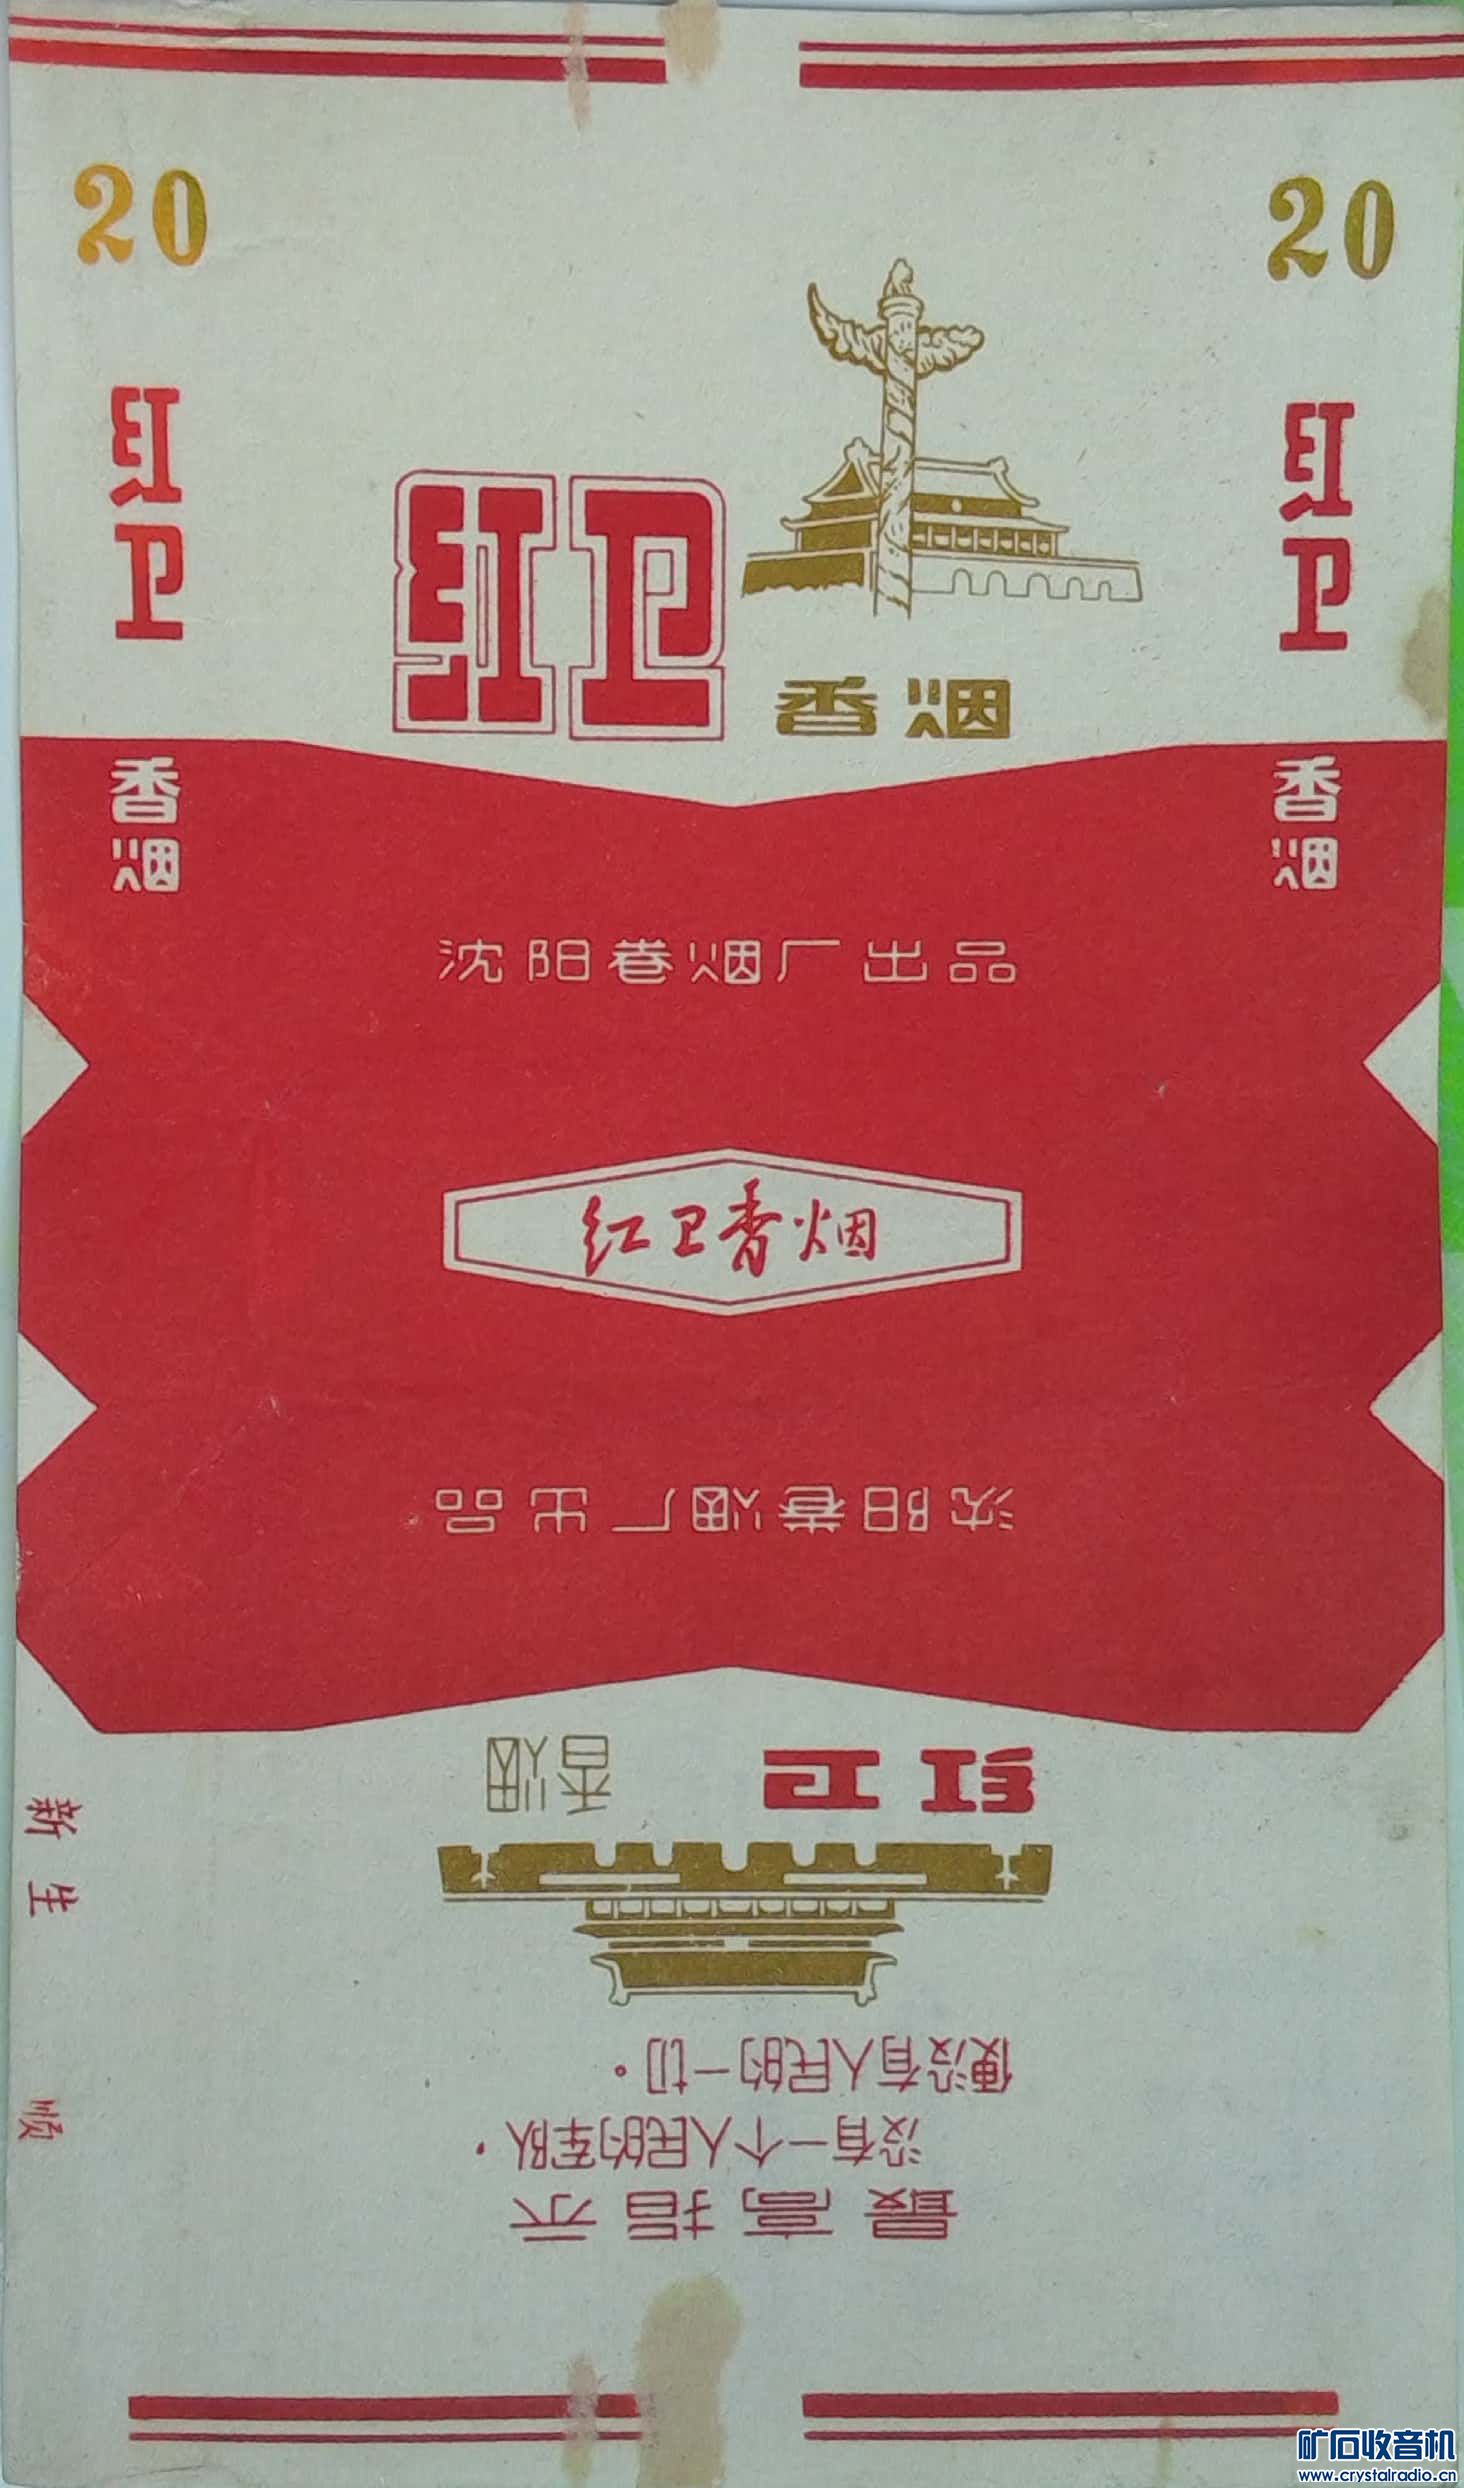 20
20
红卫
香烟
红卫
香烟
红卫
香烟
沈阳卷烟厂出品
红卫香烟
沈阳卷烟厂出品
红卫
香烟
最高指示
没有一个人民的军队，
便没有人民的一切。
新生
顺
矿石收音机
www.crystalradio.cn